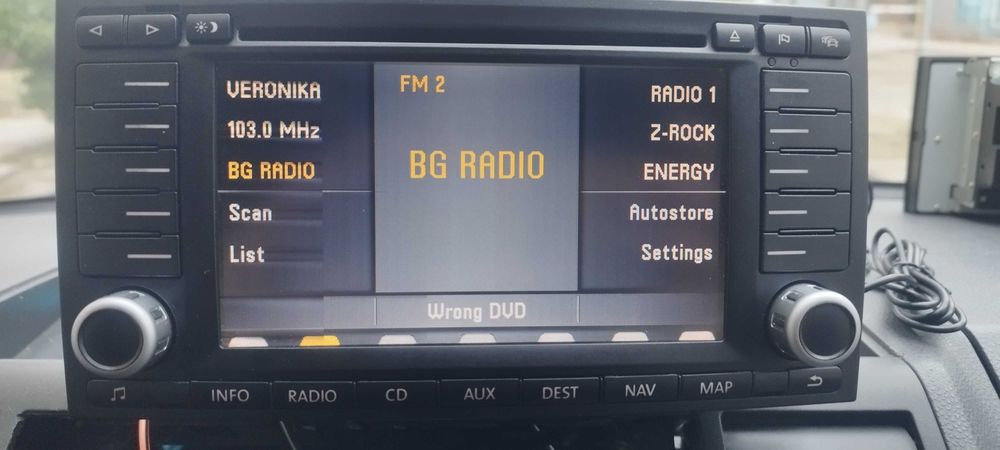 VERONIKA
103.0 MHz
BG RADIO
Scan
List
FM 2
BG RADIO
RADIO 1
Z-ROCK
ENERGY
Autostore
Settings
Wrong DVD
INFO
RADIO
CD
AUX
DEST
NAV
MAP